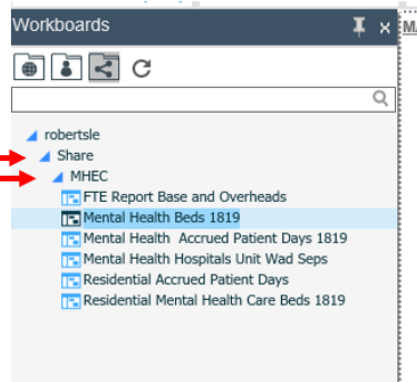 Workboards
MA
robertsle
Share
MHEC
FTE Report Base and Overheads
Mental Health Beds 1819
Mental Health Accrued Patient Days 1819
Mental Health Hospitals Unit Wad Seps
Residential Accrued Patient Days
Residential Mental Health Care Beds 1819